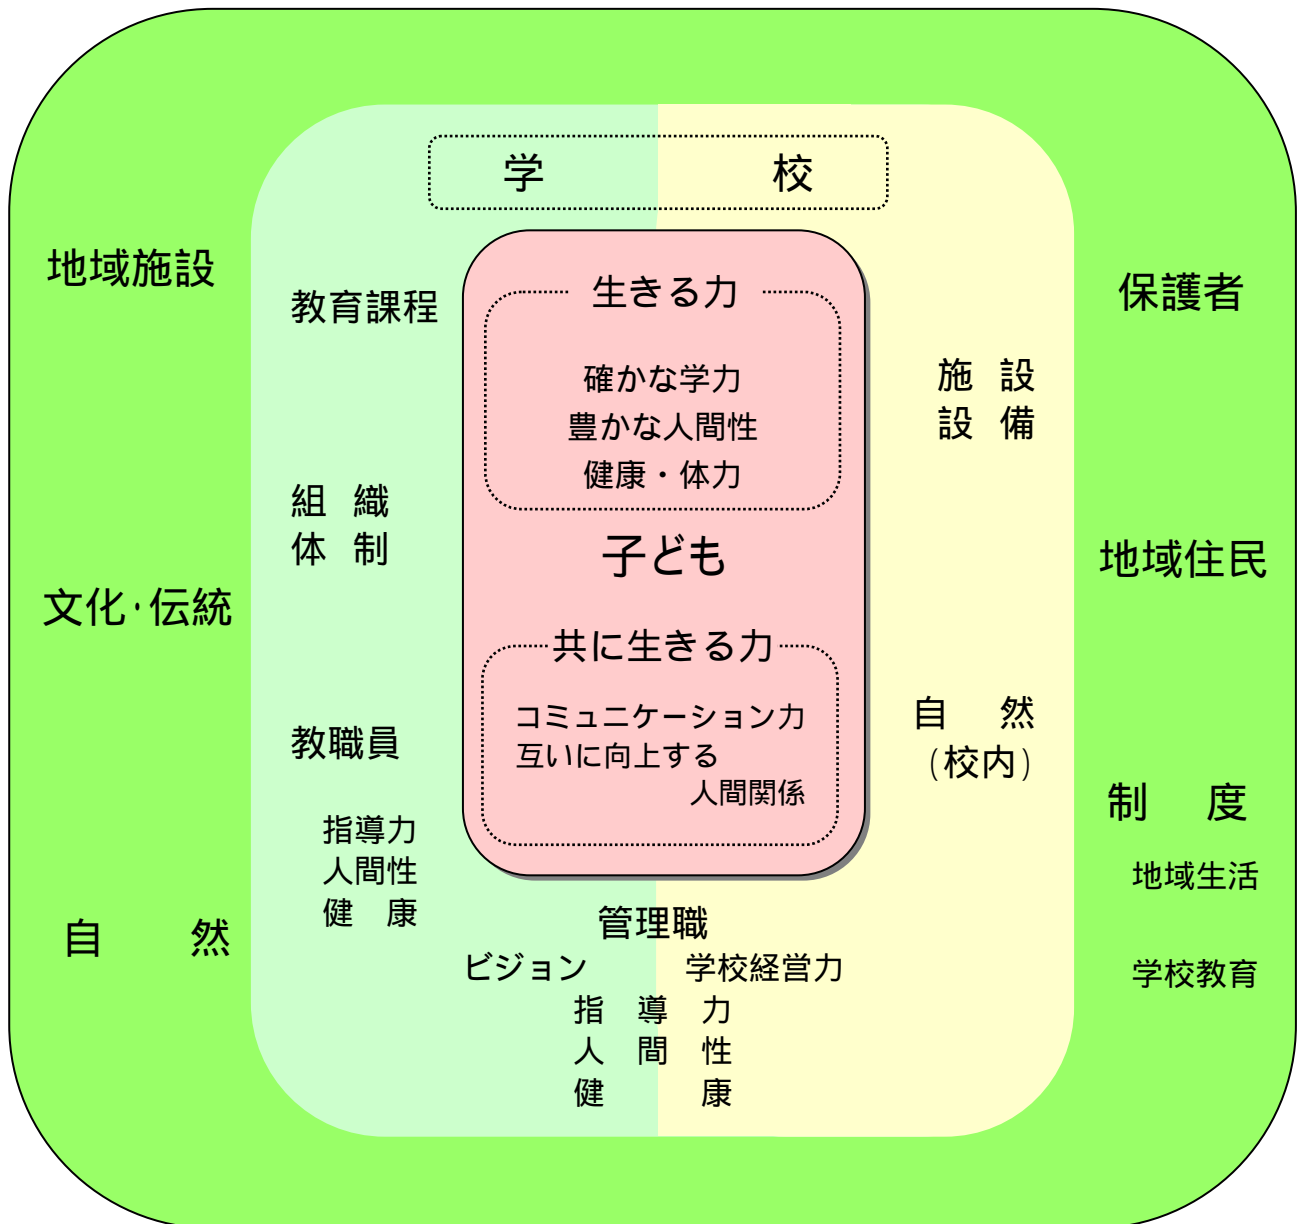 学　校
地域施設
文化・伝統
自　然
教育課程
組　織
体　制
教職員
指導力
人間性
健　康
生きる力
確かな学力
豊かな人間性
健康・体力
子ども
共に生きる力
コミュニケーション力
互いに向上する
人間関係
管理職
ビジョン　学校経営力
指　導　力
人　間　性
健　康
施　設
設　備
自　然
(校内)
保護者
地域住民
制　度
地域生活
学校教育